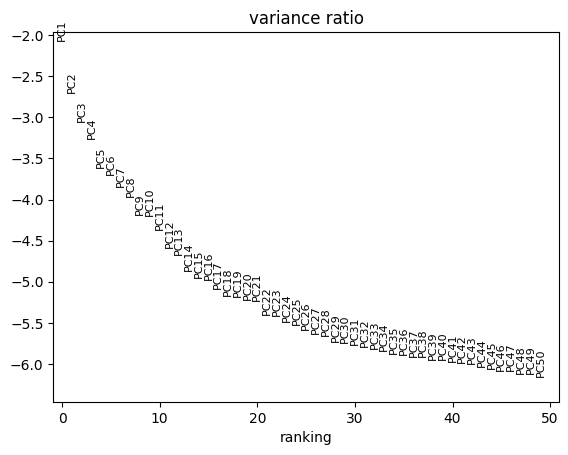 variance ratio
−2.0
−2.5
−3.0
−3.5
−4.0
−4.5
−5.0
−5.5
−6.0
PC1
PC2
PC3
PC4
PC5
PC6
PC7
PC8
PC9
PC10
PC11
PC12
PC13
PC14
PC15
PC16
PC17
PC18
PC19
PC20
PC21
PC22
PC23
PC24
PC25
PC26
PC27
PC28
PC29
PC30
PC31
PC32
PC33
PC34
PC35
PC36
PC37
PC38
PC39
PC40
PC41
PC42
PC43
PC44
PC45
PC46
PC47
PC48
PC49
PC50
0 10 20 30 40 50
ranking